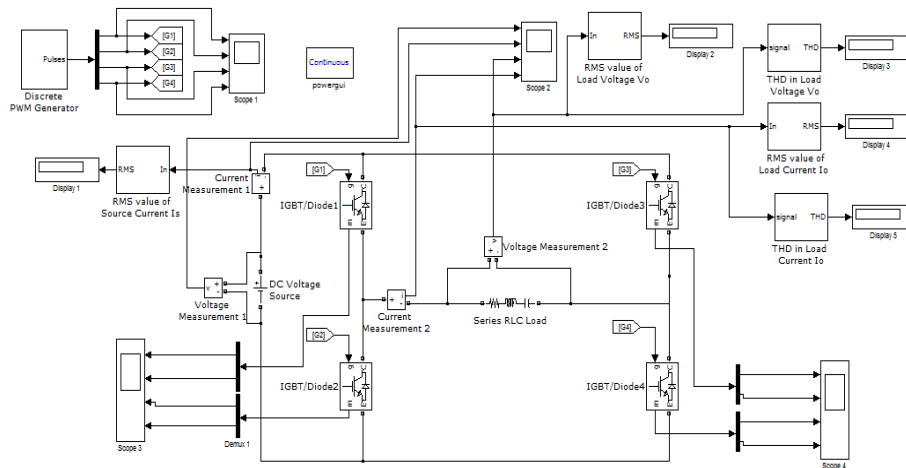 Pulses
Discrete
PWM Generator
[G1]
[G2]
[G3]
[G4]
Scope 1
Continuous
powergui
Scope 2
In
RMS
RMS value of
Load Voltage Vo
Display 2
signal
THD
THD in Load
Voltage Vo
Display 3
In
RMS
RMS value of
Load Current Io
Display 4
signal
THD
THD in Load
Current Io
Display 5
Display 1
RMS
In
RMS value of
Source Current Is
Current
Measurement 1
i
+
-
[G1]
g
C
m
E
IGBT/Diode1
[G3]
g
C
m
E
IGBT/Diode3
v
+
-
Voltage Measurement 2
v
+
-
Voltage
Measurement 1
+
DC Voltage
Source
+
-
i
Current
Measurement 2
Series RLC Load
[G2]
g
C
m
E
IGBT/Diode2
[G4]
g
C
m
E
IGBT/Diode4
Scope 3
Demux 1
Scope 4